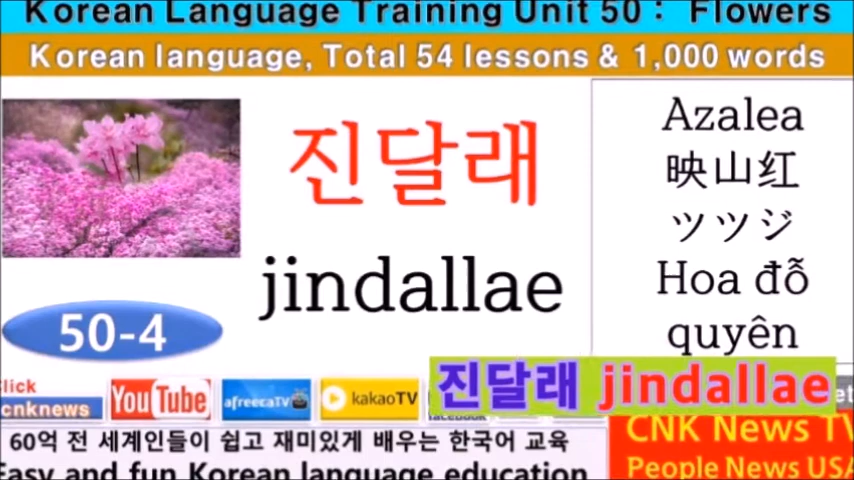 Korean Language Training Unit 50 : Flowers
Korean language, Total 54 lessons & 1,000 words
진달래
jindallae
Azalea
映山红
ツツジ
Hoa đỗ
quyên
50-4
Click
cnknews
YouTube
afreecaTV
kakaoTV
facebook
진달래 jindallae
60억 전 세계인들이 쉽고 재미있게 배우는 한국어 교육
Easy and fun Korean language education
CNK News TV
People News USA